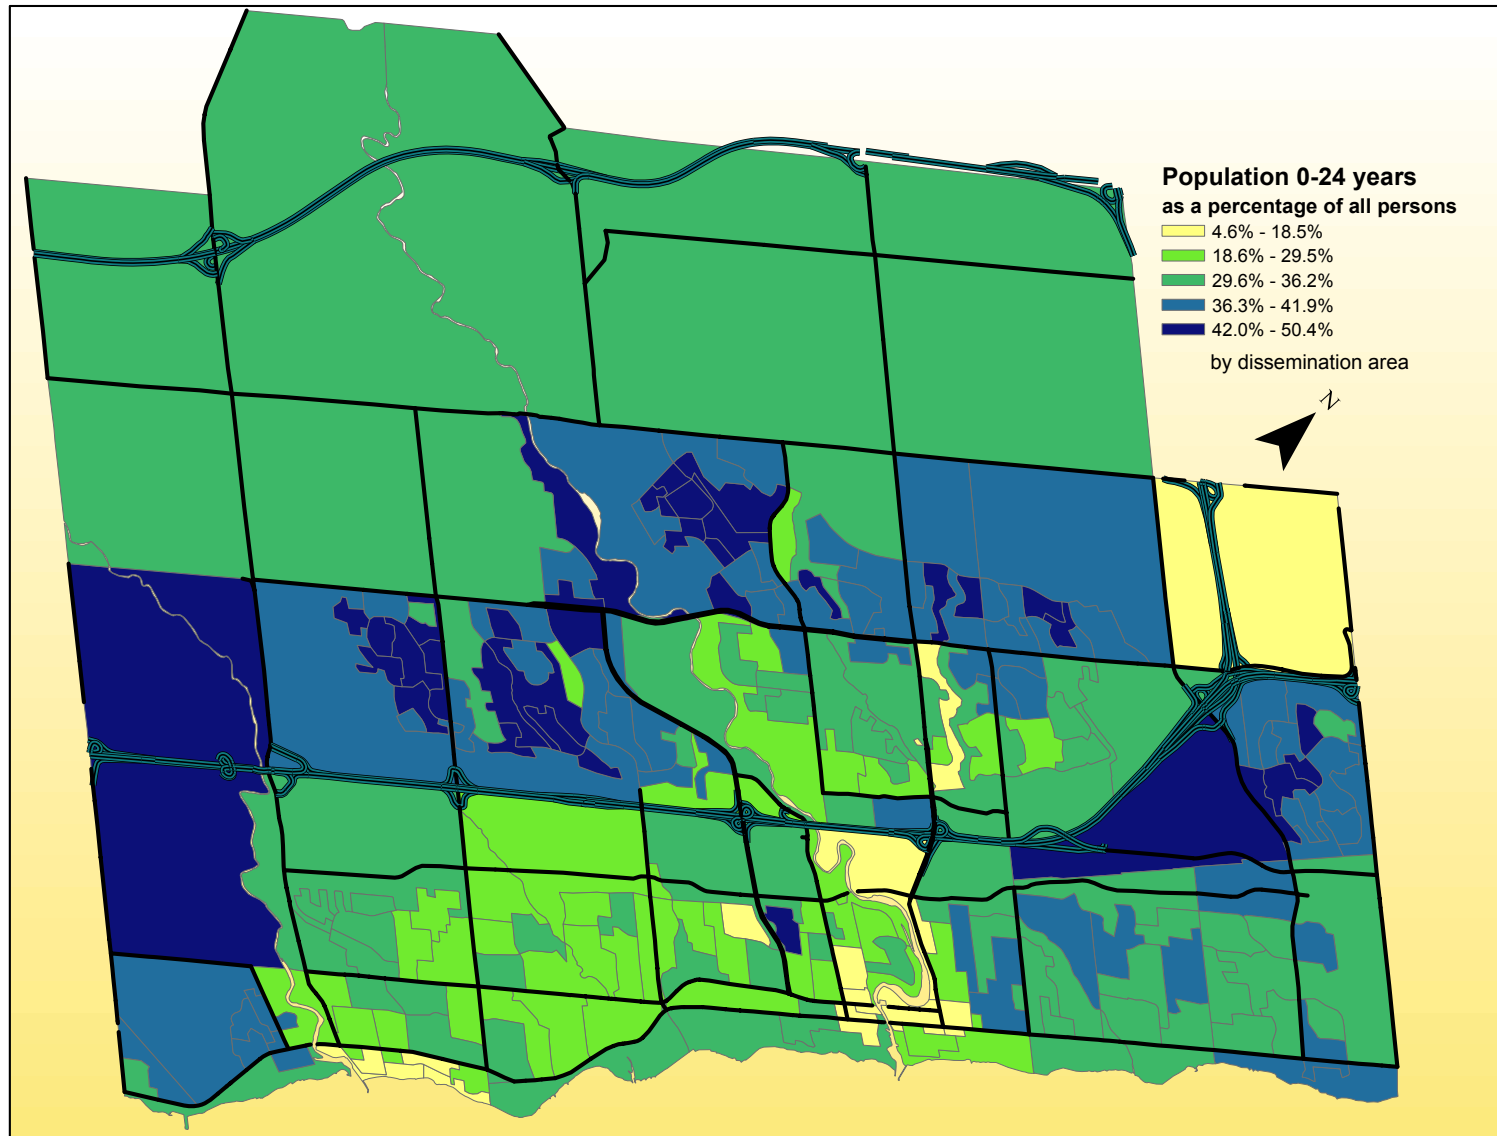 Population 0-24 years
as a percentage of all persons
4.6% - 18.5%
18.6% - 29.5%
29.6% - 36.2%
36.3% - 41.9%
42.0% - 50.4%
by dissemination area
N